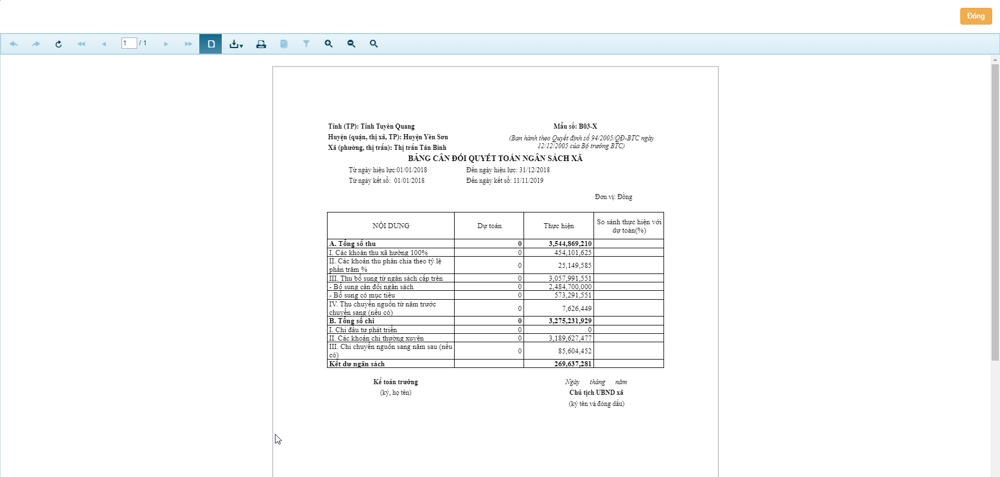 Đóng
1 / 1
Tỉnh (TP): Tỉnh Tuyên Quang
Mẫu số: B03-X
Huyện (quận, thị xã, TP): Huyện Yên Sơn
(Ban hành theo Quyết định số 94/2005/QĐ-BTC ngày
12/12/2005 của Bộ trưởng BTC)
Xã (phường, thị trấn): Thị trấn Tân Bình
BẢNG CÂN ĐỐI QUYẾT TOÁN NGÂN SÁCH XÃ
Từ ngày hiệu lực:01/01/2018 Đến ngày hiệu lực: 31/12/2018
Từ ngày kết sổ: 01/01/2018 Đến ngày kết sổ: 11/11/2019
Đơn vị: Đồng
NỘI DUNG Dự toán Thực hiện So sánh thực hiện với
dự toán(%)
A. Tổng số thu 0 3,544,869,210
I. Các khoản thu xã hưởng 100% 0 454,101,625
II. Các khoản thu phân chia theo tỷ lệ
phần trăm % 0 25,149,585
III. Thu bổ sung từ ngân sách cấp trên 0 3,057,991,551
- Bổ sung cân đối ngân sách 0 2,484,700,000
- Bổ sung có mục tiêu 0 573,291,551
IV. Thu chuyển nguồn từ năm trước
chuyển sang (nếu có) 0 7,626,449
B. Tổng số chi 0 3,275,231,929
I. Chi đầu tư phát triển 0 0
II. Các khoản chi thường xuyên 0 3,189,627,477
III. Chi chuyển nguồn sang năm sau (nếu
có) 0 85,604,452
Kết dư ngân sách 269,637,281
Kế toán trưởng
(ký, họ tên)
Ngày tháng năm
Chủ tịch UBND xã
(ký tên và đóng dấu)